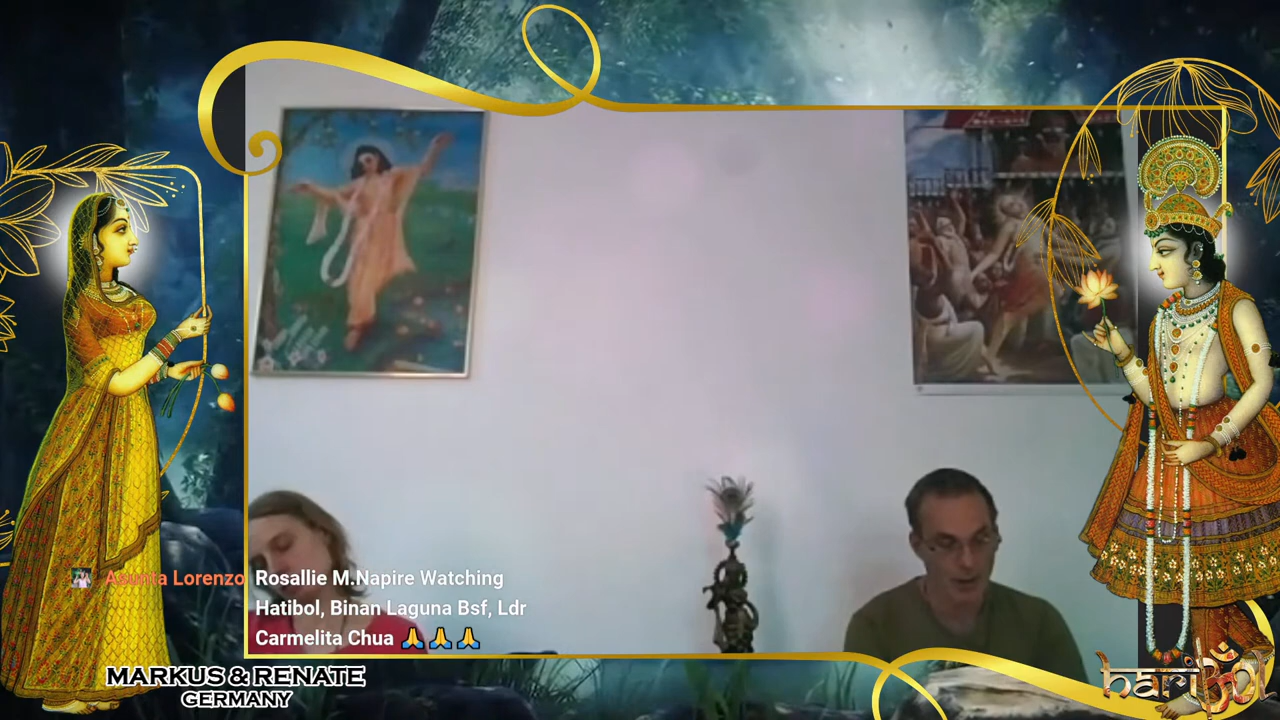 Asunta Lorenzo Rosallie M.Napire Watching
Hatibol, Binan Laguna Bsf, Ldr
Carmelita Chua 🙏🙏🙏
MARKUS & RENATE
GERMANY
hariBol